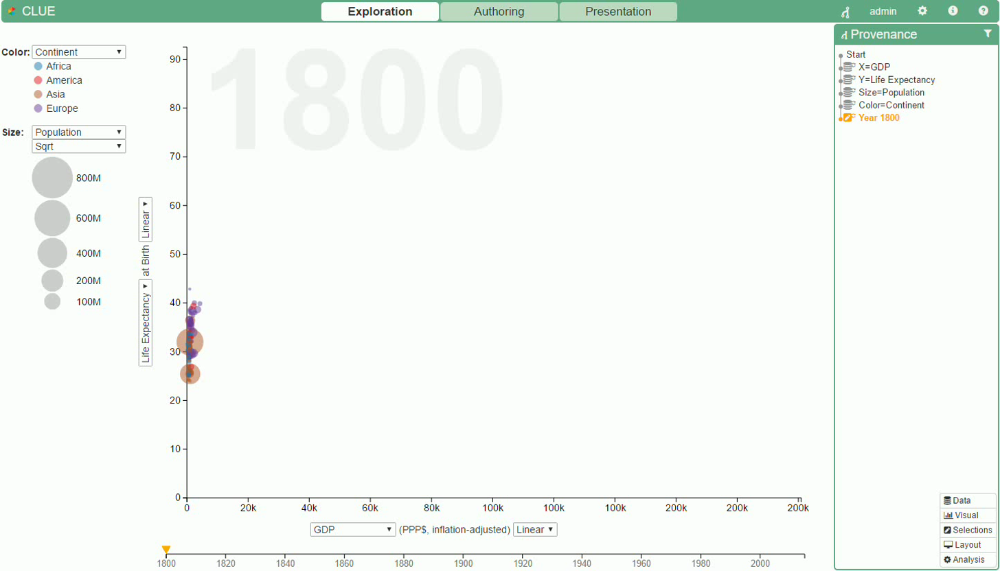 CLUE
Exploration
Authoring
Presentation
admin
Color: Continent
Africa
America
Asia
Europe
Size: Population
Sqrt
800M
600M
400M
200M
100M
1800
Life Expectancy at Birth Linear
90
80
70
60
50
40
30
20
10
0
0 20k 40k 60k 80k 100k 100k 100k 200k 200k 200k
GDP (PPP$, inflation-adjusted) Linear
1800 1820 1840 1860 1880 1900 1920 1940 1960 1980 2000
Provenance
Start
X=GDP
Y=Life Expectancy
Size=Population
Color=Continent
Year 1800
Data
Visual
Selections
Layout
Analysis